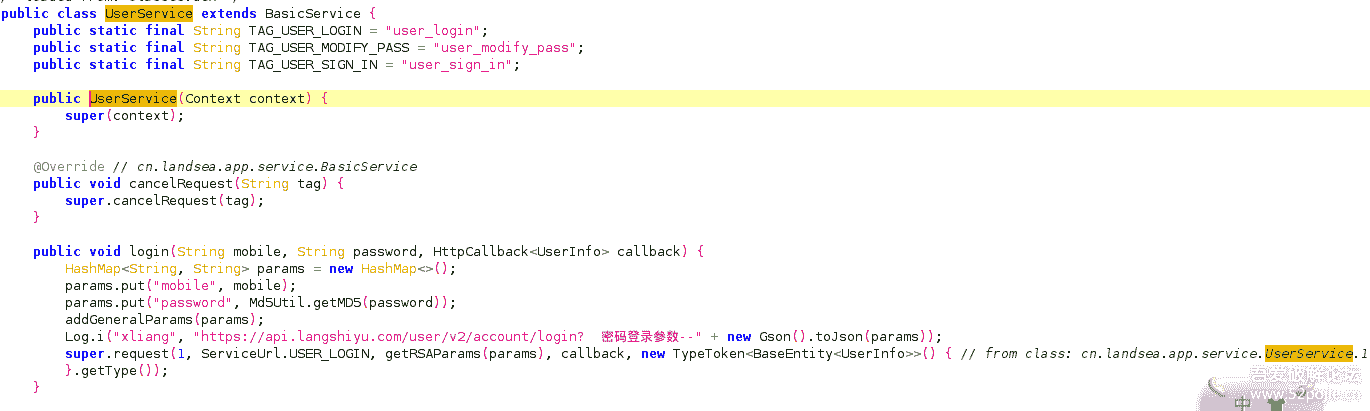 public class UserService extends BasicService {
public static final String TAG_USER_LOGIN = "user_login";
public static final String TAG_USER_MODIFY_PASS = "user_modify_pass";
public static final String TAG_USER_SIGN_IN = "user_sign_in";
public UserService(Context context) {
super(context);
}
@Override // cn.landsea.app.service.BasicService
public void cancelRequest(String tag) {
super.cancelRequest(tag);
}
public void login(String mobile, String password, HttpCallback<UserInfo> callback) {
HashMap<String, String> params = new HashMap<>();
params.put("mobile", mobile);
params.put("password", Md5Util.getMD5(password));
addGeneralParams(params);
Log.i("xliang", "https://api.langshiyu.com/user/v2/account/login?  密码登录参数--" + new Gson().toJson(params));
super.request(1, ServiceUrl.USER_LOGIN, getRSAParams(params), callback, new TypeToken<BaseEntity<UserInfo>>() { // from class: cn.landsea.app.service.UserService.1
}.getType());
}
吾爱破解论坛
中
www.52pojie.cn